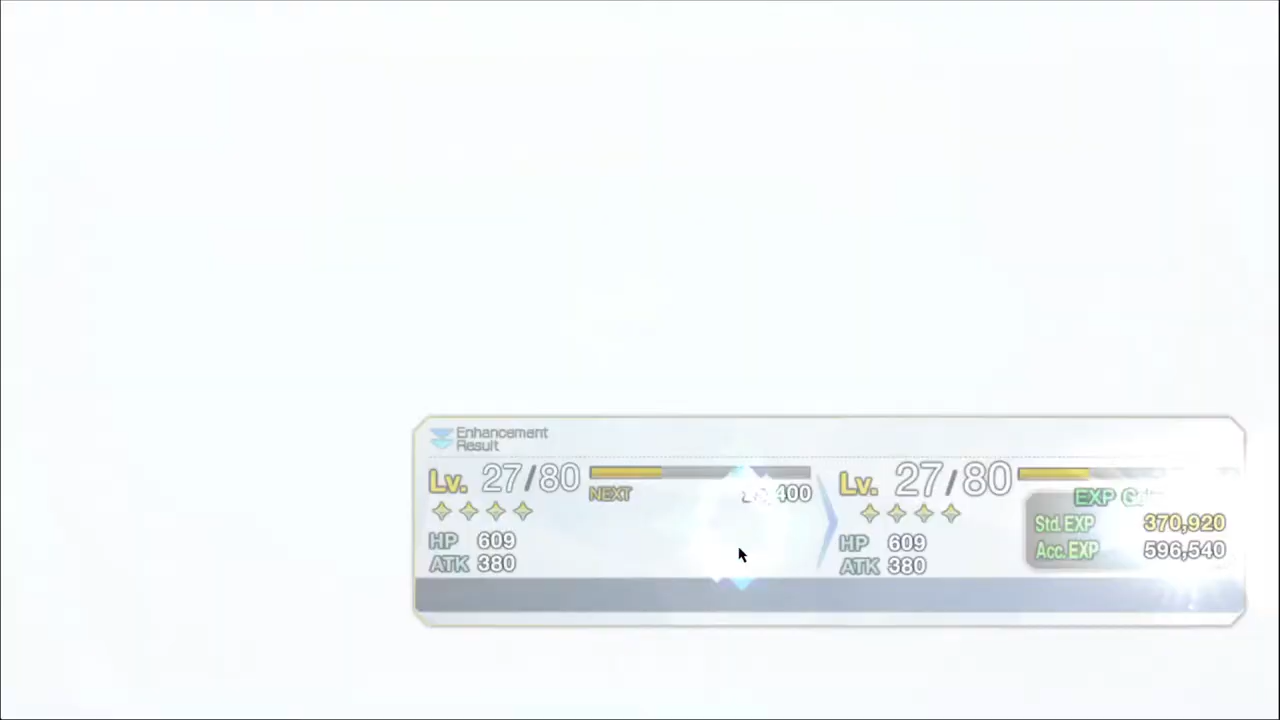 Enhancement
Result
Lv. 27/80
NEXT
HP 609
ATK 380
Lv. 27/80
HP 609
ATK 380
EXP
Std. EXP 370,920
Acc. EXP 596,540